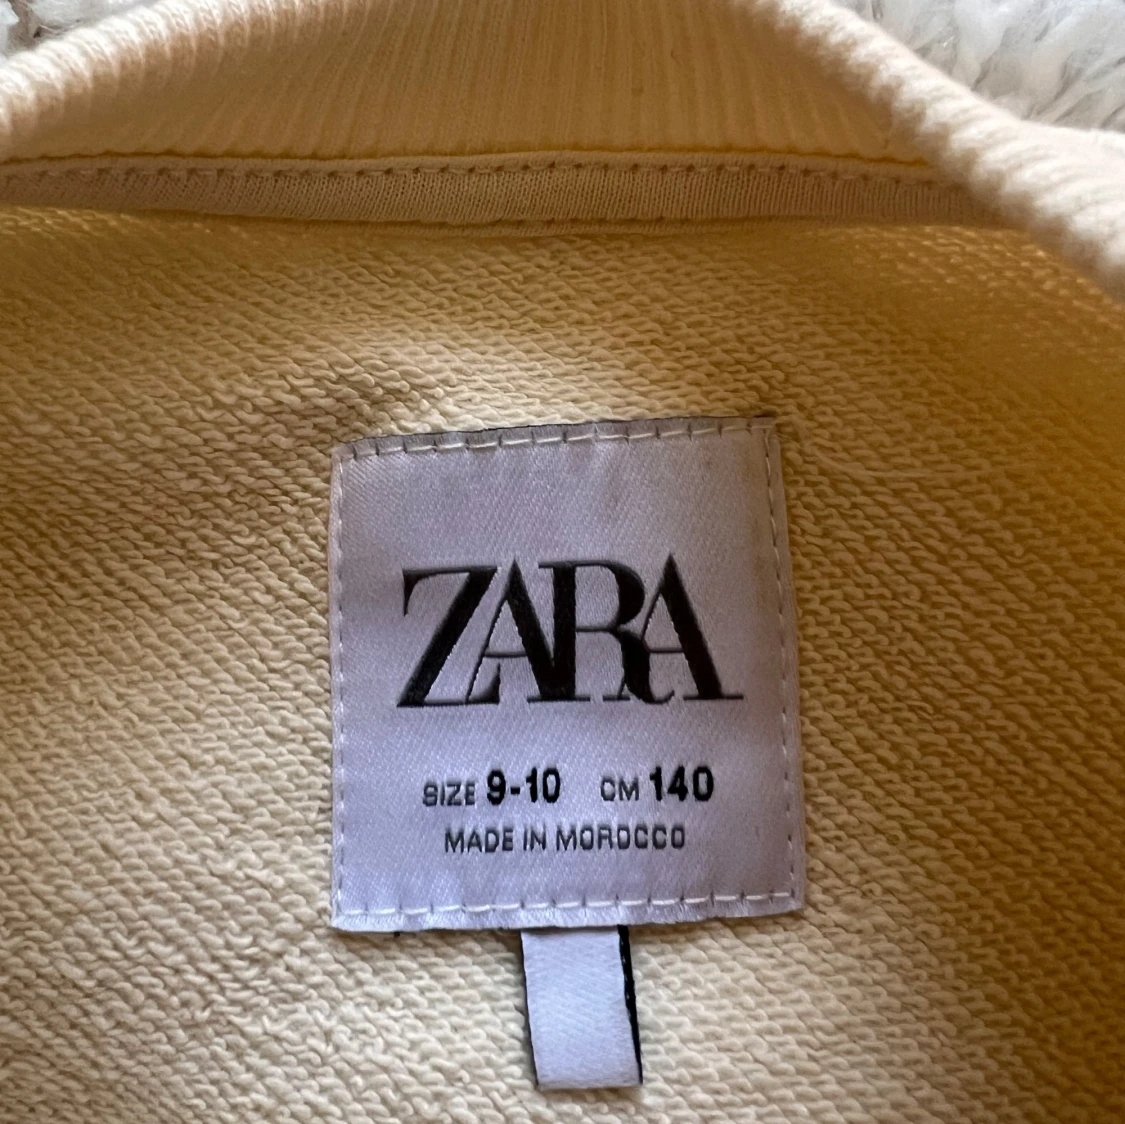 ZARA
SIZE 9-10 CM 140
MADE IN MOROCCO